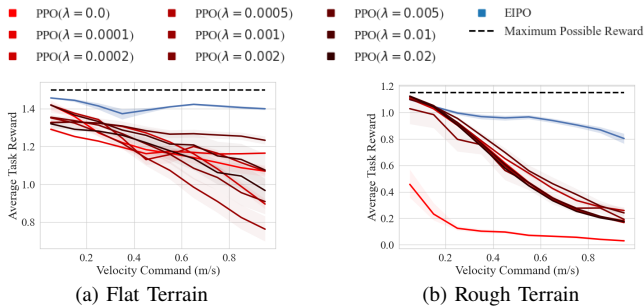 PPO(λ = 0.0) PPO(λ = 0.0005) PPO(λ = 0.005) EIPO
PPO(λ = 0.0001) PPO(λ = 0.001) PPO(λ = 0.01) Maximum Possible Reward
PPO(λ = 0.0002) PPO(λ = 0.002) PPO(λ = 0.02)
Average Task Reward
1.4
1.2
1.0
0.8
0.2 0.4 0.6 0.8
Velocity Command (m/s)
(a) Flat Terrain
Average Task Reward
1.2
1.0
0.8
0.6
0.4
0.2
0.0
0.2 0.4 0.6 0.8
Velocity Command (m/s)
(b) Rough Terrain